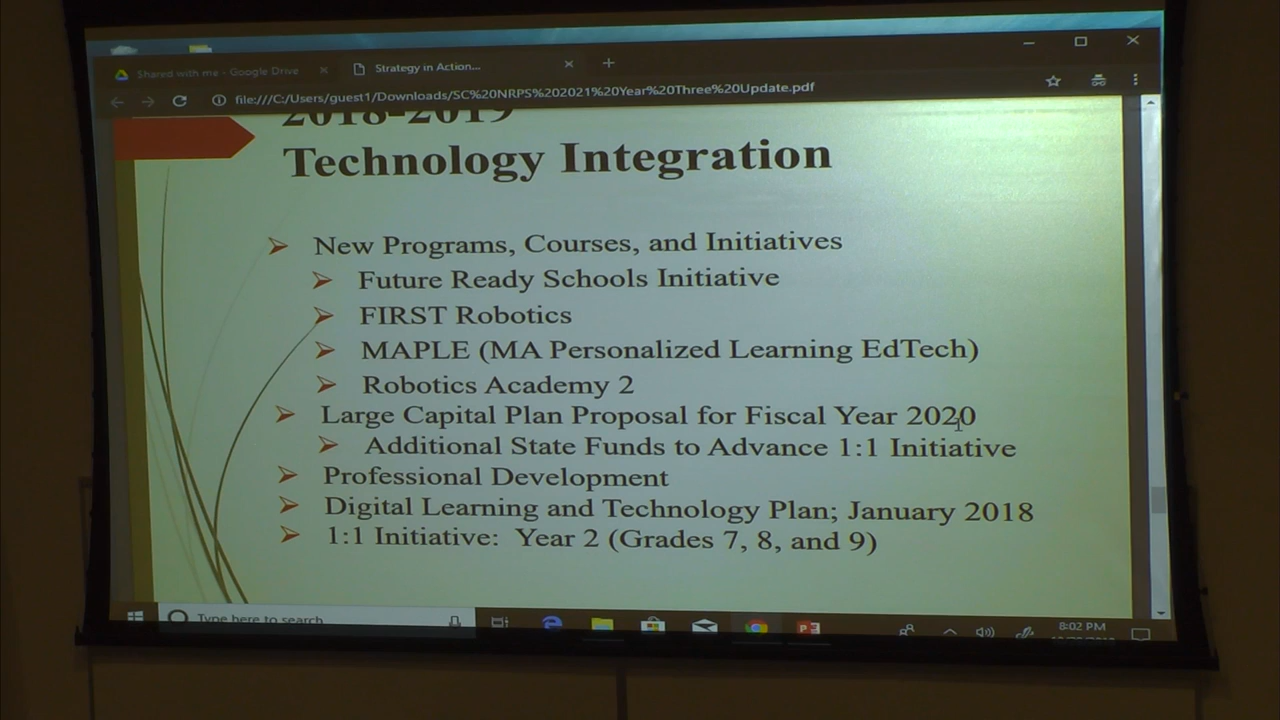 Shared with me - Google Drive
Strategy in Action...
file:///C:/Users/guest1/Downloads/SC%20NRPS%202021%20Year%20Three%20Update.pdf
2018-2019
Technology Integration
New Programs, Courses, and Initiatives
Future Ready Schools Initiative
FIRST Robotics
MAPLE (MA Personalized Learning EdTech)
Robotics Academy 2
Large Capital Plan Proposal for Fiscal Year 2020
Additional State Funds to Advance 1:1 Initiative
Professional Development
Digital Learning and Technology Plan; January 2018
1:1 Initiative: Year 2 (Grades 7, 8, and 9)
Type here to search
8:02 PM